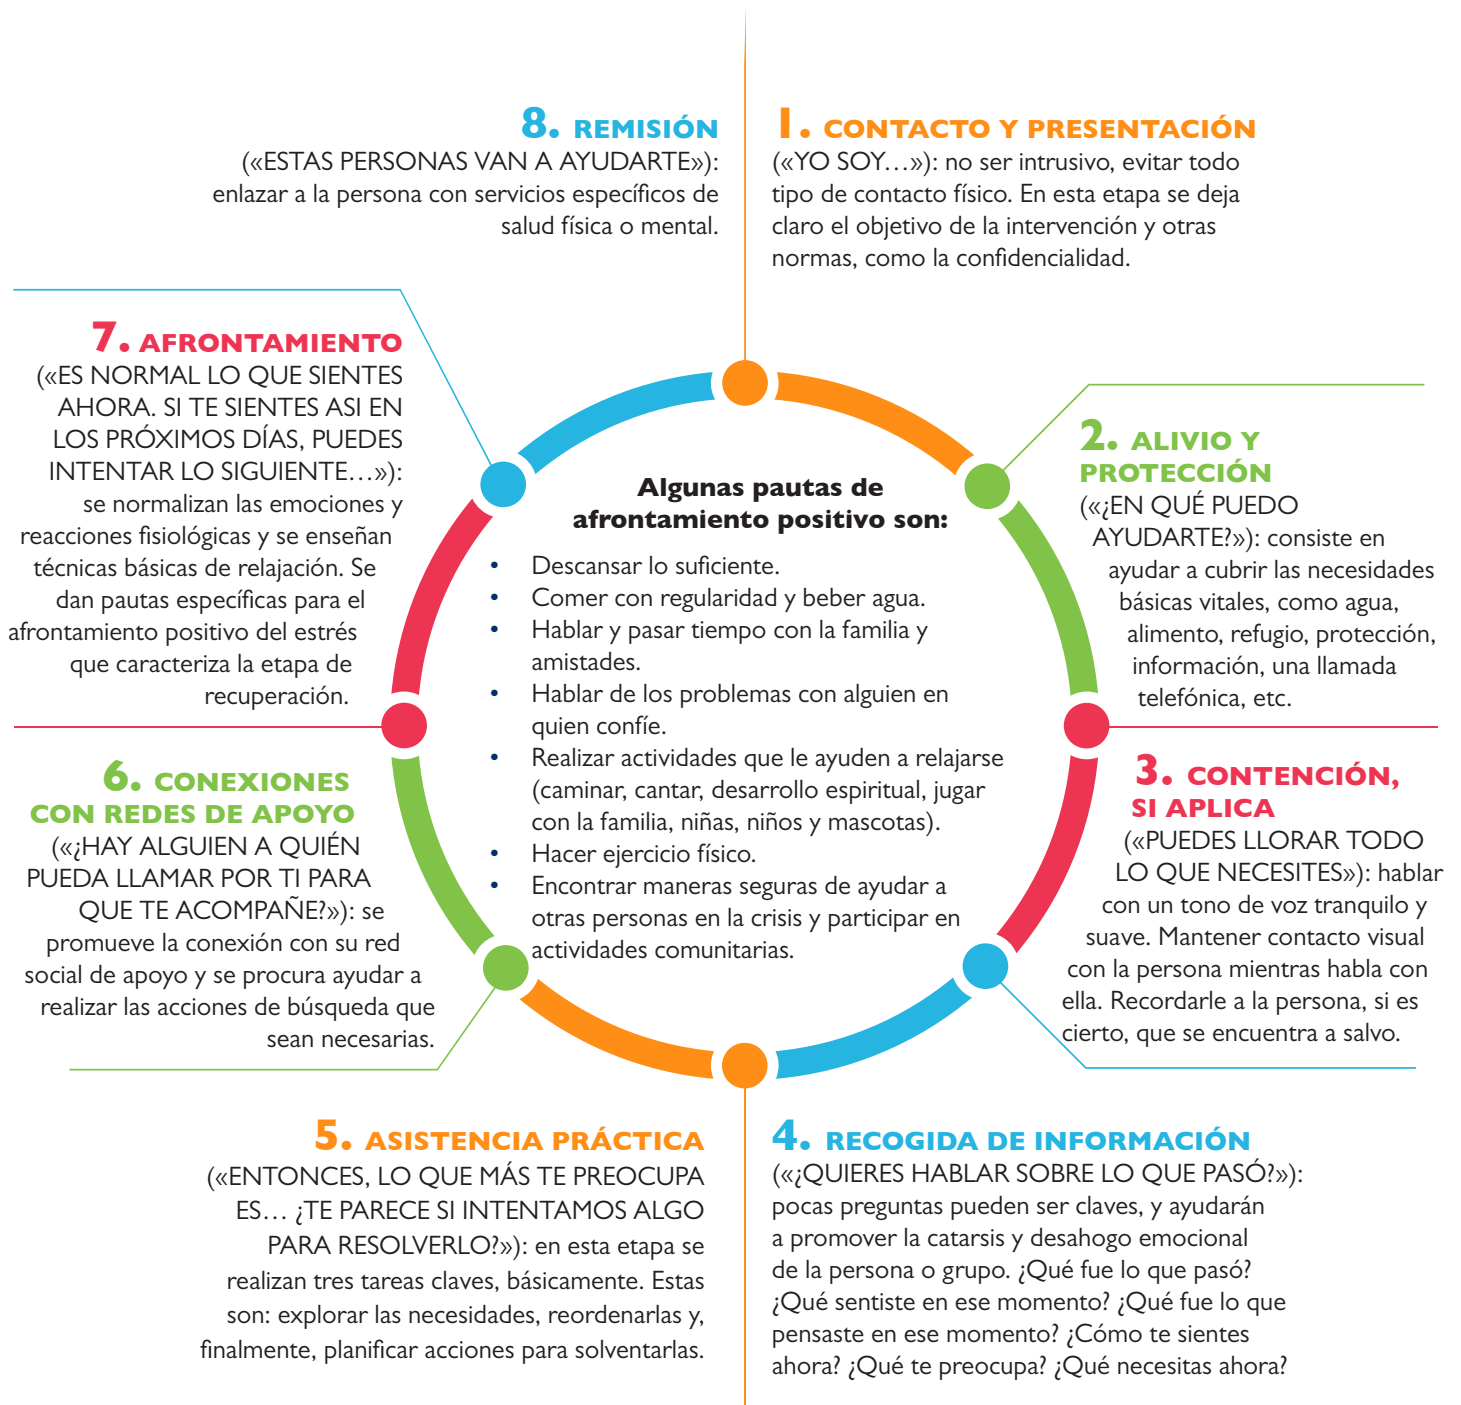 1. CONTACTO Y PRESENTACIÓN
(«YO SOY…»): no ser intrusivo, evitar todo
tipo de contacto físico. En esta etapa se deja
claro el objetivo de la intervención y otras
normas, como la confidencialidad.
2. ALIVIO Y
PROTECCIÓN
(«¿EN QUÉ PUEDO
AYUDARTE?»): consiste en
ayudar a cubrir las necesidades
básicas vitales, como agua,
alimento, refugio, protección,
información, una llamada
telefónica, etc.
3. CONTENCIÓN,
SI APLICA
(«PUEDES LLORAR TODO
LO QUE NECESITES»): hablar
con un tono de voz tranquilo y
suave. Mantener contacto visual
con la persona mientras habla con
ella. Recordarle a la persona, si es
cierto, que se encuentra a salvo.
4. RECOGIDA DE INFORMACIÓN
(«¿QUIERES HABLAR SOBRE LO QUE PASÓ?»):
pocas preguntas pueden ser claves, y ayudarán
a promover la catarsis y desahogo emocional
de la persona o grupo. ¿Qué fue lo que pasó?
¿Qué sentiste en ese momento? ¿Qué fue lo que
pensaste en ese momento? ¿Cómo te sientes
ahora? ¿Qué te preocupa? ¿Qué necesitas ahora?
5. ASISTENCIA PRÁCTICA
(«ENTONCES, LO QUE MÁS TE PREOCUPA
ES… ¿TE PARECE SI INTENTAMOS ALGO
PARA RESOLVERLO?»): en esta etapa se
realizan tres tareas claves, básicamente. Estas
son: explorar las necesidades, reordenarlas y,
finalmente, planificar acciones para solventarlas.
6. CONEXIONES
CON REDES DE APOYO
(«¿HAY ALGUIEN A QUIÉN
PUEDA LLAMAR POR TI PARA
QUE TE ACOMPAÑE?»): se
promueve la conexión con su red
social de apoyo y se procura ayudar a
realizar las acciones de búsqueda que
sean necesarias.
7. AFRONTAMIENTO
(«ES NORMAL LO QUE SIENTES
AHORA. SI TE SIENTES ASI EN
LOS PRÓXIMOS DÍAS, PUEDES
INTENTAR LO SIGUIENTE…»):
se normalizan las emociones y
reacciones fisiológicas y se enseñan
técnicas básicas de relajación. Se
dan pautas específicas para el
afrontamiento positivo del estrés
que caracteriza la etapa de
recuperación.
8. REMISIÓN
(«ESTAS PERSONAS VAN A AYUDARTE»):
enlazar a la persona con servicios específicos de
salud física o mental.
Algunas pautas de
afrontamiento positivo son:
• Descansar lo suficiente.
• Comer con regularidad y beber agua.
• Hablar y pasar tiempo con la familia y
amistades.
• Hablar de los problemas con alguien en
quien confíe.
• Realizar actividades que le ayuden a relajarse
(caminar, cantar, desarrollo espiritual, jugar
con la familia, niñas, niños y mascotas).
• Hacer ejercicio físico.
• Encontrar maneras seguras de ayudar a
otras personas en la crisis y participar en
actividades comunitarias.